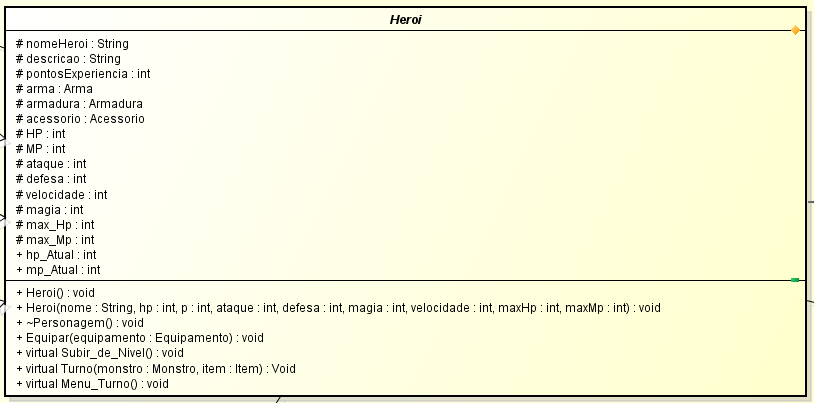 Heroi
# nomeHeroi : String
# descricao : String
# pontosExperiencia : int
# arma : Arma
# armadura : Armadura
# acessorio : Acessorio
# HP : int
# MP : int
# ataque : int
# defesa : int
# velocidade : int
# magia : int
# max_Hp : int
# max_Mp : int
+ hp_Atual : int
+ mp_Atual : int
+ Heroi() : void
+ Heroi(nome : String, hp : int, p : int, ataque : int, defesa : int, magia : int, velocidade : int, maxHp : int, maxMp : int) : void
+ ~Personagem() : void
+ Equipar(equipamento : Equipamento) : void
+ virtual Subir_de_Nivel() : void
+ virtual Turno(monstro : Monstro, item : Item) : Void
+ virtual Menu_Turno() : void